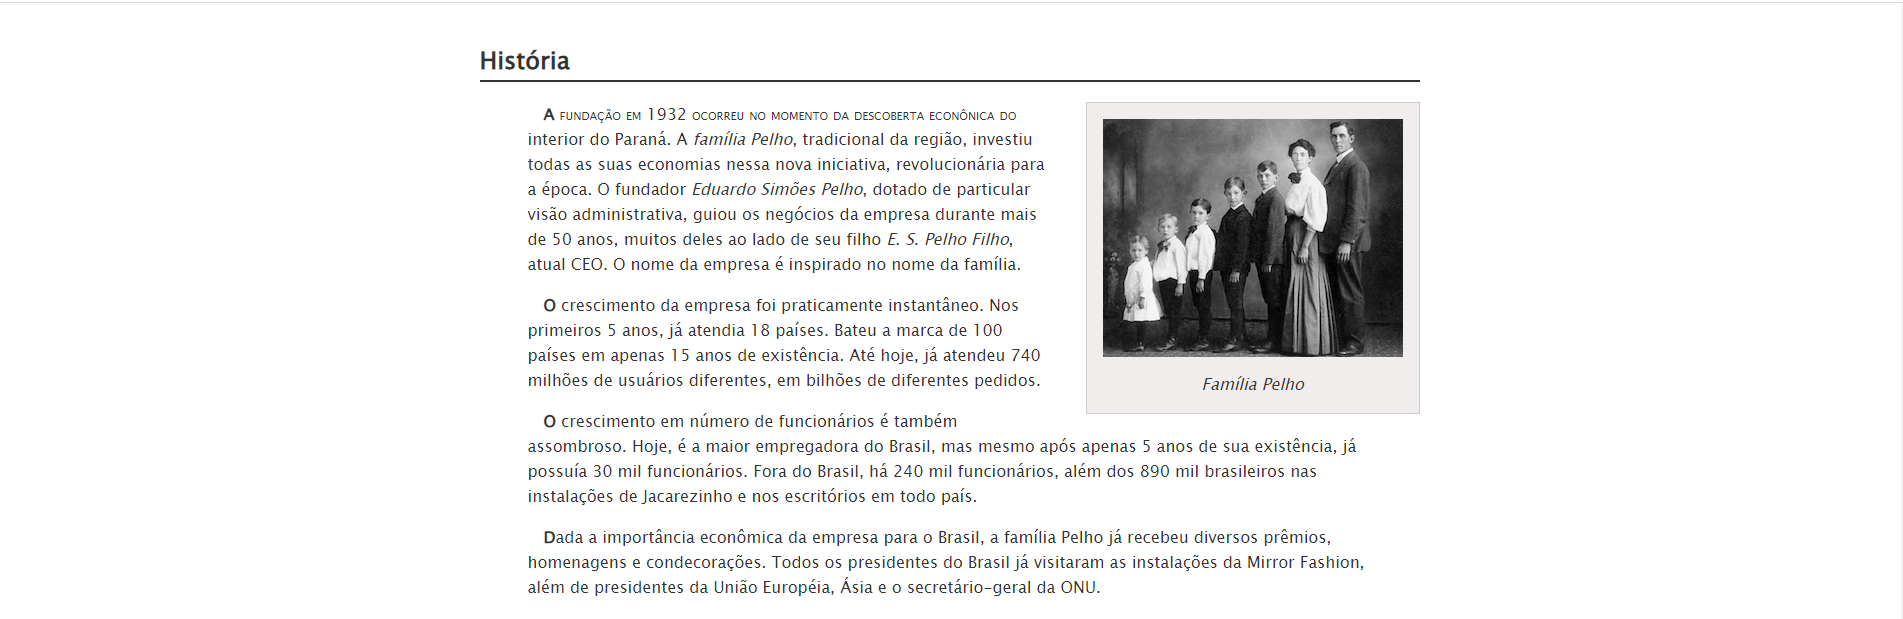 História
A FUNDAÇÃO EM 1932 OCORREU NO MOMENTO DA DESCOBERTA ECONÔNICA DO
interior do Paraná. A família Pelho, tradicional da região, investiu
todas as suas economias nessa nova iniciativa, revolucionária para
a época. O fundador Eduardo Simões Pelho, dotado de particular
visão administrativa, guiou os negócios da empresa durante mais
de 50 anos, muitos deles ao lado de seu filho E. S. Pelho Filho,
atual CEO. O nome da empresa é inspirado no nome da família.
O crescimento da empresa foi praticamente instantâneo. Nos
primeiros 5 anos, já atendia 18 países. Bateu a marca de 100
países em apenas 15 anos de existência. Até hoje, já atendeu 740
milhões de usuários diferentes, em bilhões de diferentes pedidos.
Família Pelho
O crescimento em número de funcionários é também
assombroso. Hoje, é a maior empregadora do Brasil, mas mesmo após apenas 5 anos de sua existência, já
possuía 30 mil funcionários. Fora do Brasil, há 240 mil funcionários, além dos 890 mil brasileiros nas
instalações de Jacarezinho e nos escritórios em todo país.
Dada a importância econômica da empresa para o Brasil, a família Pelho já recebeu diversos prêmios,
homenagens e condecorações. Todos os presidentes do Brasil já visitaram as instalações da Mirror Fashion,
além de presidentes da União Européia, Ásia e o secretário-geral da ONU.